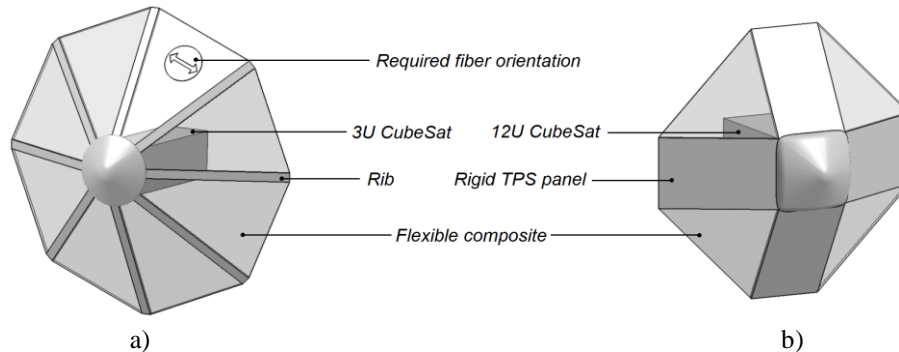 Required fiber orientation
3U CubeSat
12U CubeSat
Rib
Rigid TPS panel
Flexible composite
a)
b)